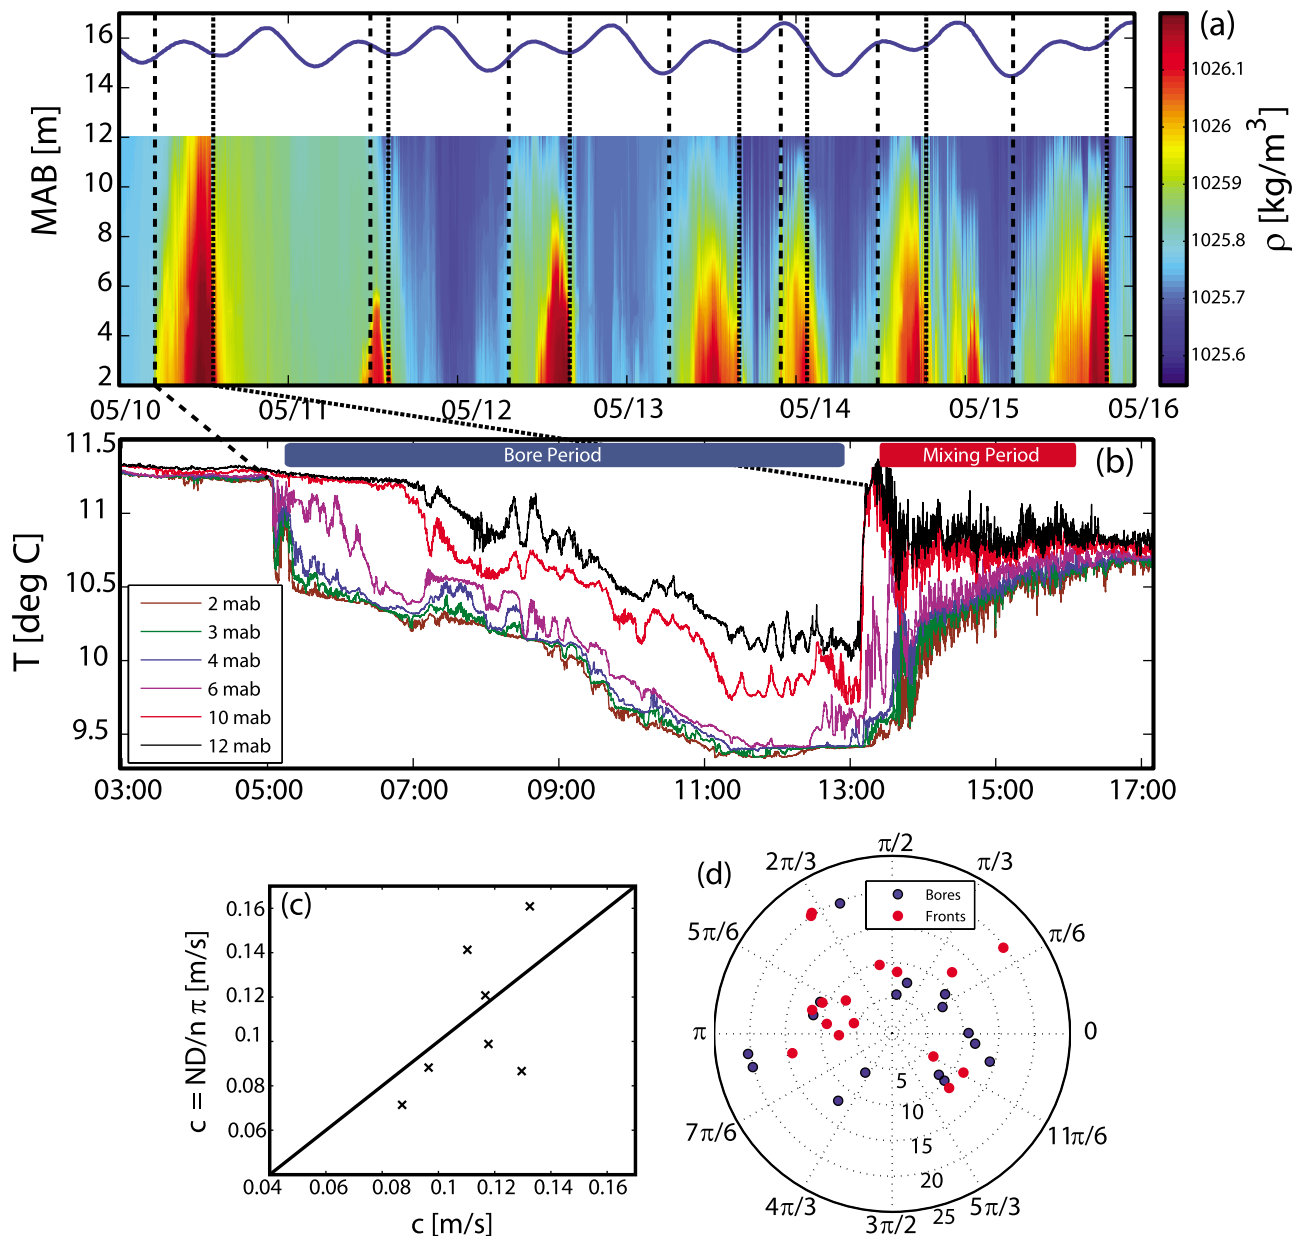 (a)
MAB [m]
16
14
12
10
8
6
4
2
05/10
05/11
05/12
05/13
05/14
05/15
05/16
1026.1
1026
1025.9
1025.8
1025.7
1025.6
ρ [kg/m³]
(b)
Bore Period
Mixing Period
T [deg C]
11.5
11
10.5
10
9.5
2 mab
3 mab
4 mab
6 mab
10 mab
12 mab
03:00
05:00
07:00
09:00
11:00
13:00
15:00
17:00
(c)
c = ND/n π [m/s]
0.16
0.14
0.12
0.1
0.08
0.06
0.04
0.06
0.08
0.1
0.12
0.14
0.16
c [m/s]
(d)
Bores
Fronts
π/2
π/3
π/6
0
11π/6
5π/3
3π/2
4π/3
7π/6
π
5π/6
2π/3
5
10
15
20
25